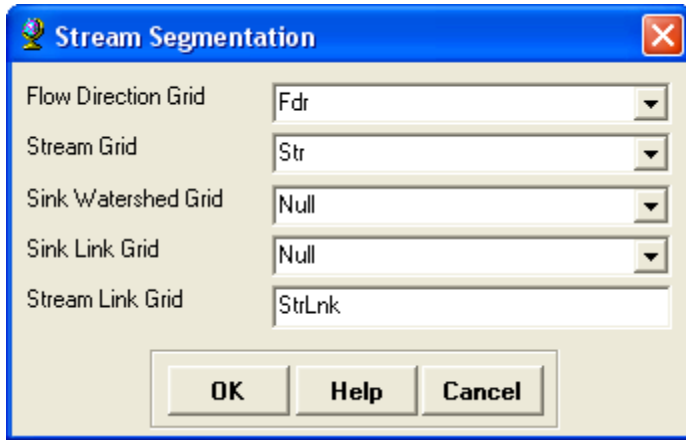 Stream Segmentation
Flow Direction Grid Fdr
Stream Grid Str
Sink Watershed Grid Null
Sink Link Grid Null
Stream Link Grid StrLnk
OK Help Cancel